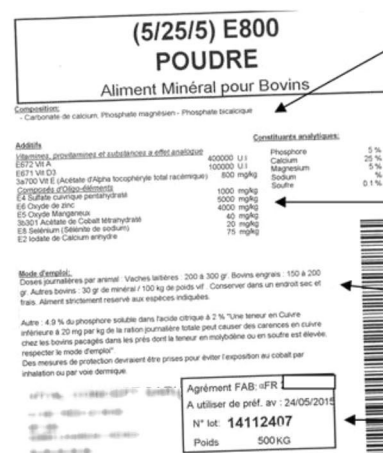 (5/25/5) E800
POUDRE
Aliment Minéral pour Bovins
Composition:
- Carbonate de calcium, Phosphate magnésien - Phosphate bicalcique
Additifs
Vitamines, provitamines et substances a effet analogue
E672 Vit A 400000 U.I
E671 Vit D3 100000 U.I
3a700 Vit E (Acétate d'Alpha tocophéryle total racémique) 800 mg/kg
Composés d'Oligo-éléments
E4 Sulfate cuivrique pentahydraté 1000 mg/kg
E6 Oxyde de zinc 5000 mg/kg
E5 Oxyde Manganeux 4000 mg/kg
3b301 Acétate de Cobalt tétrahydraté 40 mg/kg
E8 Sélénium (Sélénite de sodium) 20 mg/kg
E2 Iodate de Calcium anhydre 75 mg/kg
Constituants analytiques:
Phosphore 5 %
Calcium 25 %
Magnesium 5 %
Sodium %
Soufre 0.1 %
Mode d'emploi:
Doses journalières par animal : Vaches laitières : 200 à 300 gr. Bovins engrais : 150 à 200
gr. Autres bovins : 30 gr de minéral / 100 kg de poids vif . Conserver dans un endroit sec et
frais. Aliment strictement reservé aux espèces indiquées.
Autre : 4.9 % du phosphore soluble dans l'acide citrique à 2 % "Une teneur en Cuivre
inférieure à 20 mg par kg de la ration journalière totale peut causer des carences en cuivre
chez les bovins pacagés dans les prés dont la teneur en molybdène ou en soufre est élevée,
respecter le mode d'emploi"
Des mesures de protection devraient être prises pour éviter l'exposition au cobalt par
inhalation ou par voie dermique.
Agrément FAB: αFR
A utiliser de préf. av : 24/05/2015
N° lot: 14112407
Poids 500 KG